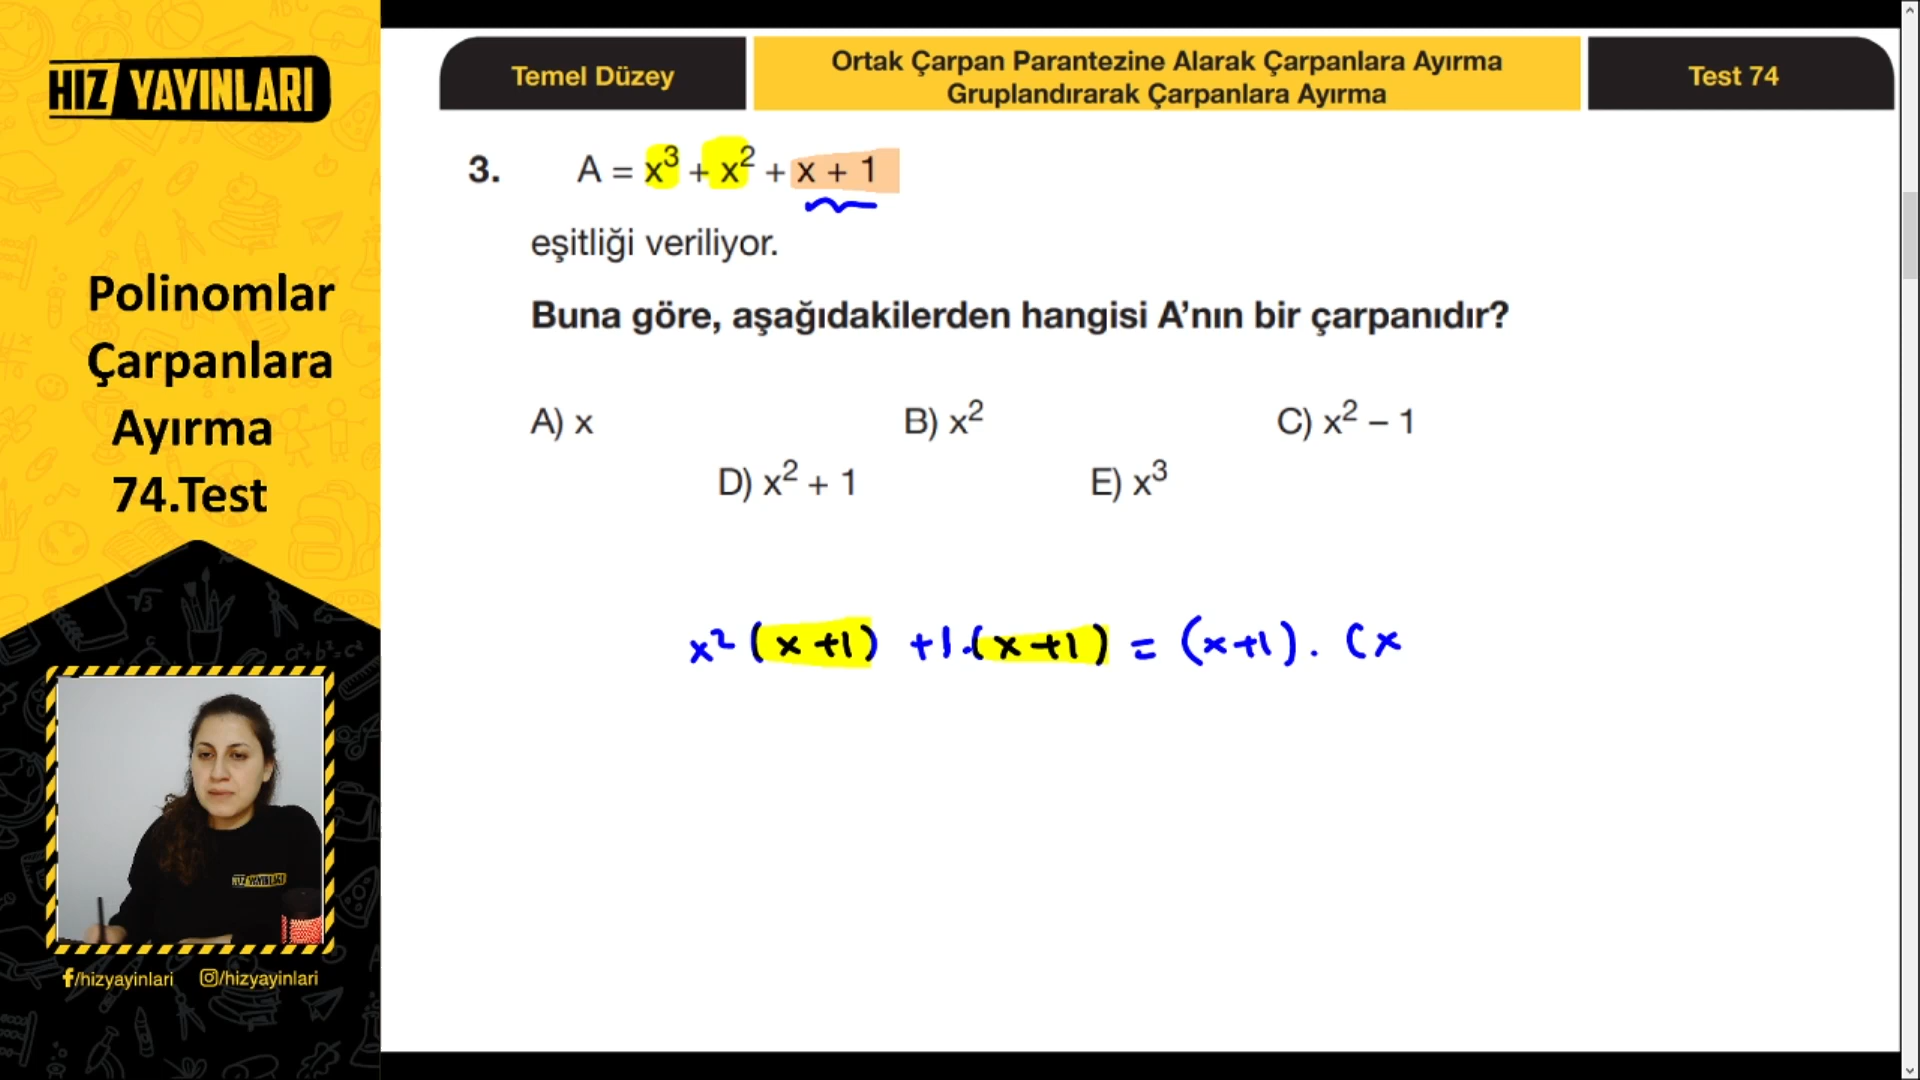 HIZ YAYINLARI
Polinomlar
Çarpanlara
Ayırma
74.Test
/hizyayinlari /hizyayinlari
Temel Düzey
Ortak Çarpan Parantezine Alarak Çarpanlara Ayırma
Gruplandırarak Çarpanlara Ayırma
Test 74
3. A = x³ + x² + x + 1
eşitliği veriliyor.
Buna göre, aşağıdakilerden hangisi A’nın bir çarpanıdır?
A) x B) x² C) x² – 1
D) x² + 1 E) x³
x² (x+1) +1.(x+1) = (x+1). (x
HIZ YAYINLARI